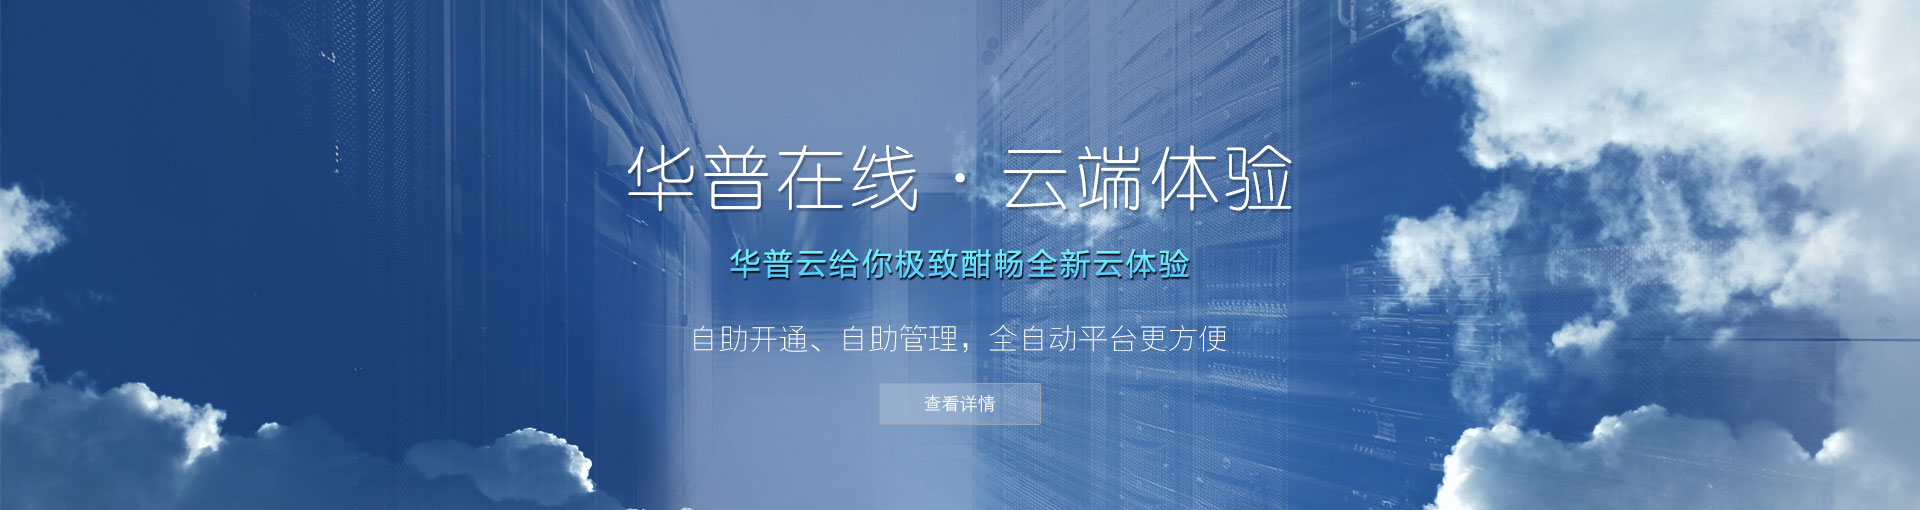 华普在线·云端体验
华普云给你极致酣畅全新云体验
自助开通、自助管理，全自动平台更方便
查看详情